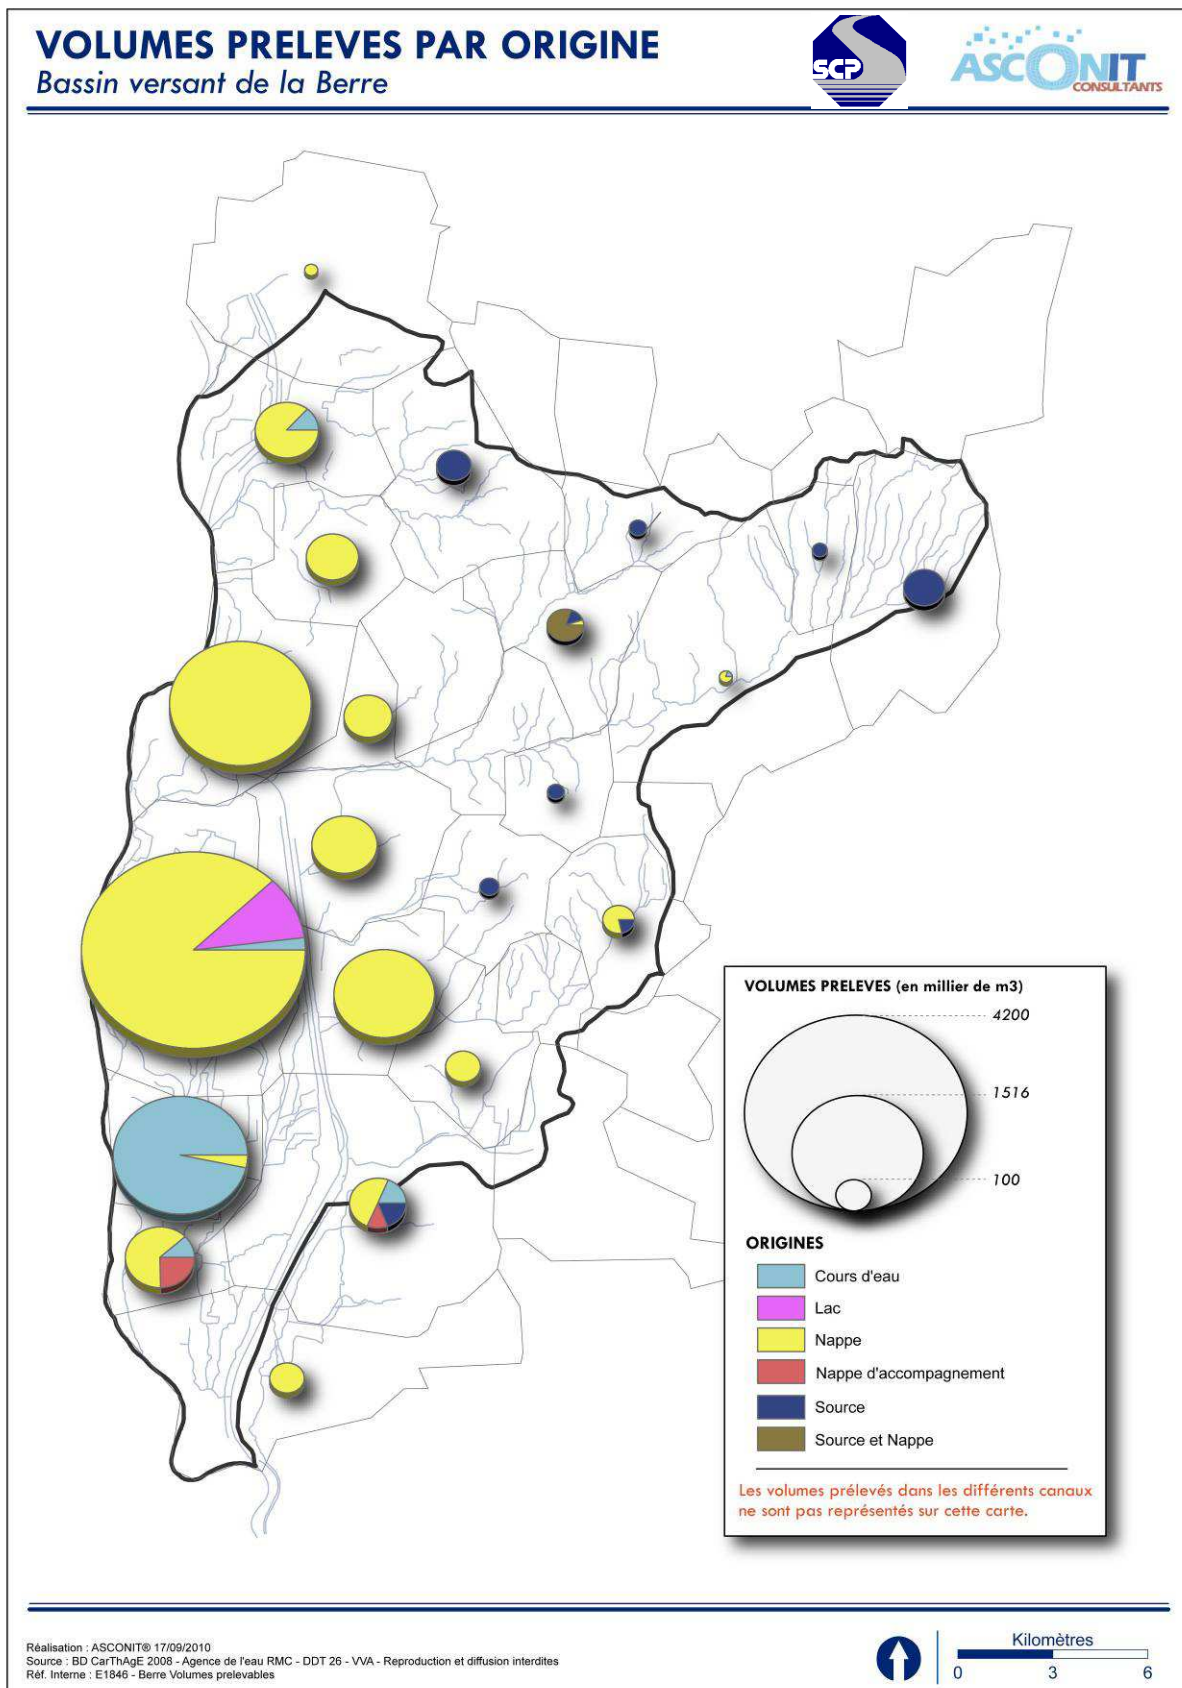 VOLUMES PRELEVES PAR ORIGINE
Bassin versant de la Berre
SCP
ASCONIT
CONSULTANTS
VOLUMES PRELEVES (en millier de m3)
4200
1516
100
ORIGINES
Cours d'eau
Lac
Nappe
Nappe d'accompagnement
Source
Source et Nappe
Les volumes prélevés dans les différents canaux
ne sont pas représentés sur cette carte.
Réalisation : ASCONIT® 17/09/2010
Source : BD CarThAgE 2008 - Agence de l'eau RMC - DDT 26 - VVA - Reproduction et diffusion interdites
Réf. Interne : E1846 - Berre Volumes prelevables
Kilomètres
0 3 6